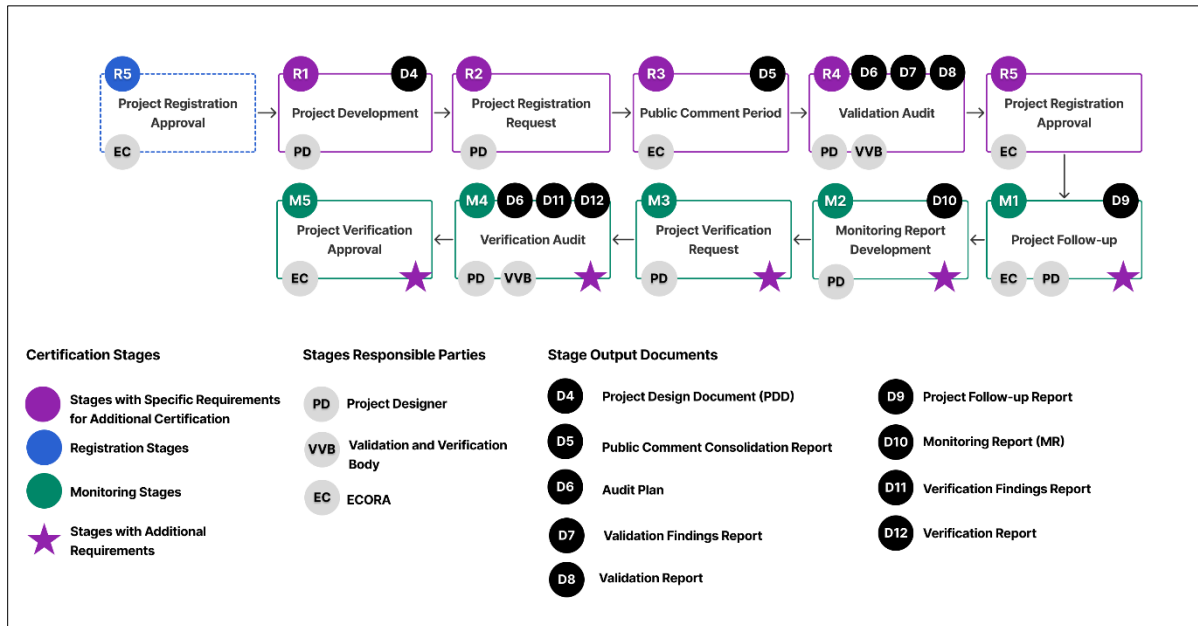 R5
Project Registration
Approval
EC
R1
D4
Project Development
PD
R2
Project Registration
Request
PD
R3
D5
Public Comment Period
EC
R4
D6
D7
D8
Validation Audit
PD
VVB
R5
Project Registration
Approval
EC
M5
Project Verification
Approval
EC
M4
D6
D11
D12
Verification Audit
PD
VVB
M3
Project Verification
Request
PD
M2
D10
Monitoring Report
Development
PD
M1
D9
Project Follow-up
EC
PD
Certification Stages
Stages with Specific Requirements
for Additional Certification
Registration Stages
Monitoring Stages
Stages with Additional
Requirements
Stages Responsible Parties
PD Project Designer
VVB Validation and Verification
Body
EC ECORA
Stage Output Documents
D4 Project Design Document (PDD)
D5 Public Comment Consolidation Report
D6 Audit Plan
D7 Validation Findings Report
D8 Validation Report
D9 Project Follow-up Report
D10 Monitoring Report (MR)
D11 Verification Findings Report
D12 Verification Report